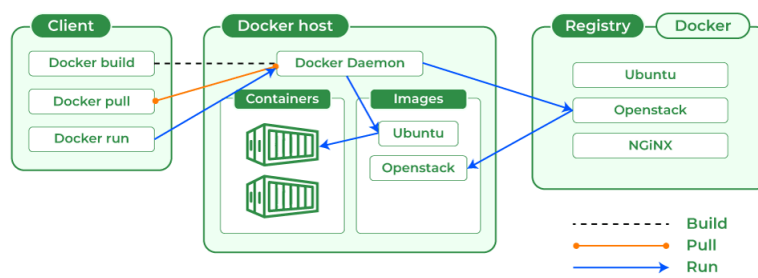 Client
Docker build
Docker pull
Docker run
Docker host
Docker Daemon
Containers
Images
Ubuntu
Openstack
Registry
Docker
Ubuntu
Openstack
NGiNX
Build
Pull
Run